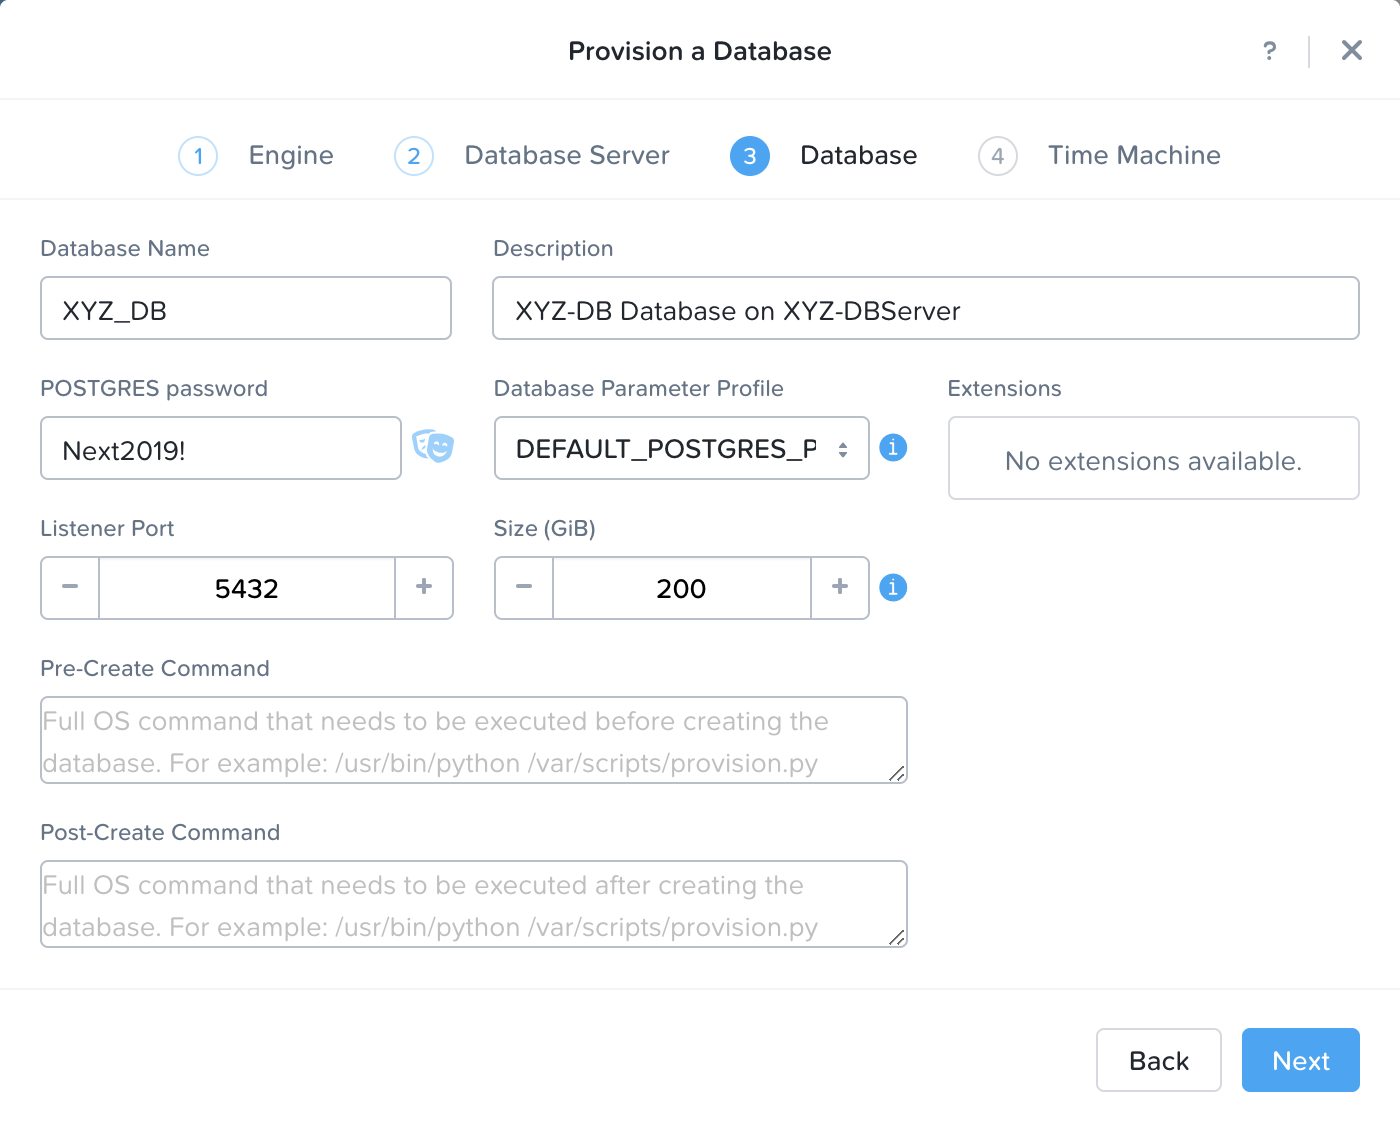 Provision a Database
?
1 Engine 2 Database Server 3 Database 4 Time Machine
Database Name
XYZ_DB
Description
XYZ-DB Database on XYZ-DBServer
POSTGRES password
Next2019!
Database Parameter Profile
DEFAULT_POSTGRES_P
Extensions
No extensions available.
Listener Port
− 5432 +
Size (GiB)
− 200 +
Pre-Create Command
Full OS command that needs to be executed before creating the
database. For example: /usr/bin/python /var/scripts/provision.py
Post-Create Command
Full OS command that needs to be executed after creating the
database. For example: /usr/bin/python /var/scripts/provision.py
Back
Next